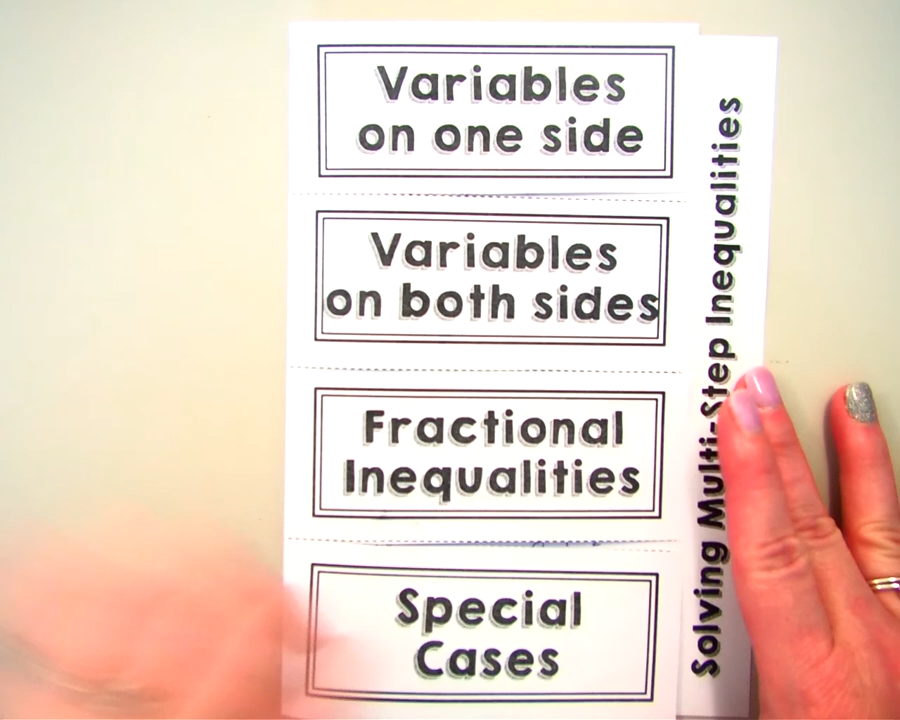 Variables
on one side
Variables
on both sides
Fractional
Inequalities
Special
Cases
Solving Multi-Step Inequalities